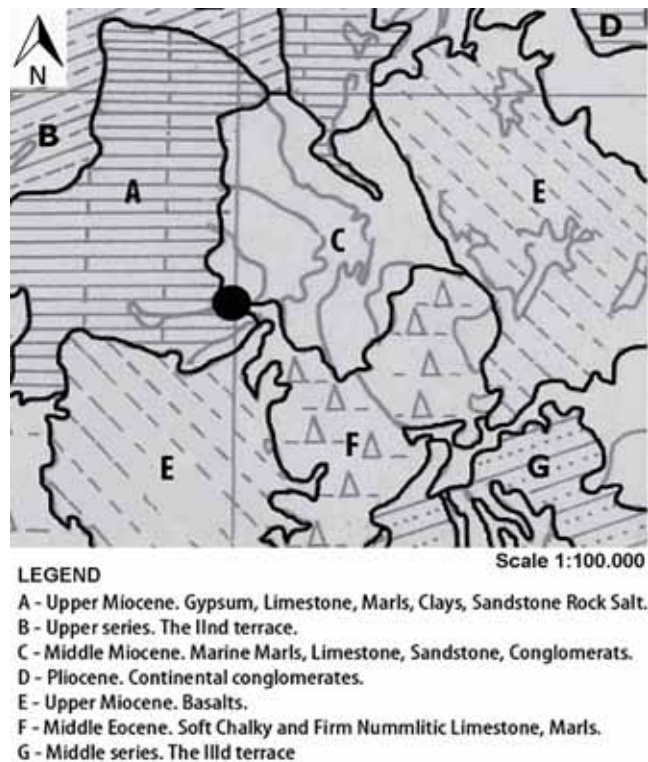 D
N
B
A
E
C
F
E
G
Scale 1:100.000
LEGEND
A - Upper Miocene. Gypsum, Limestone, Marls, Clays, Sandstone Rock Salt.
B - Upper series. The IInd terrace.
C - Middle Miocene. Marine Marls, Limestone, Sandstone, Conglomerats.
D - Pliocene. Continental conglomerates.
E - Upper Miocene. Basalts.
F - Middle Eocene. Soft Chalky and Firm Nummlitic Limestone, Marls.
G - Middle series. The IIId terrace